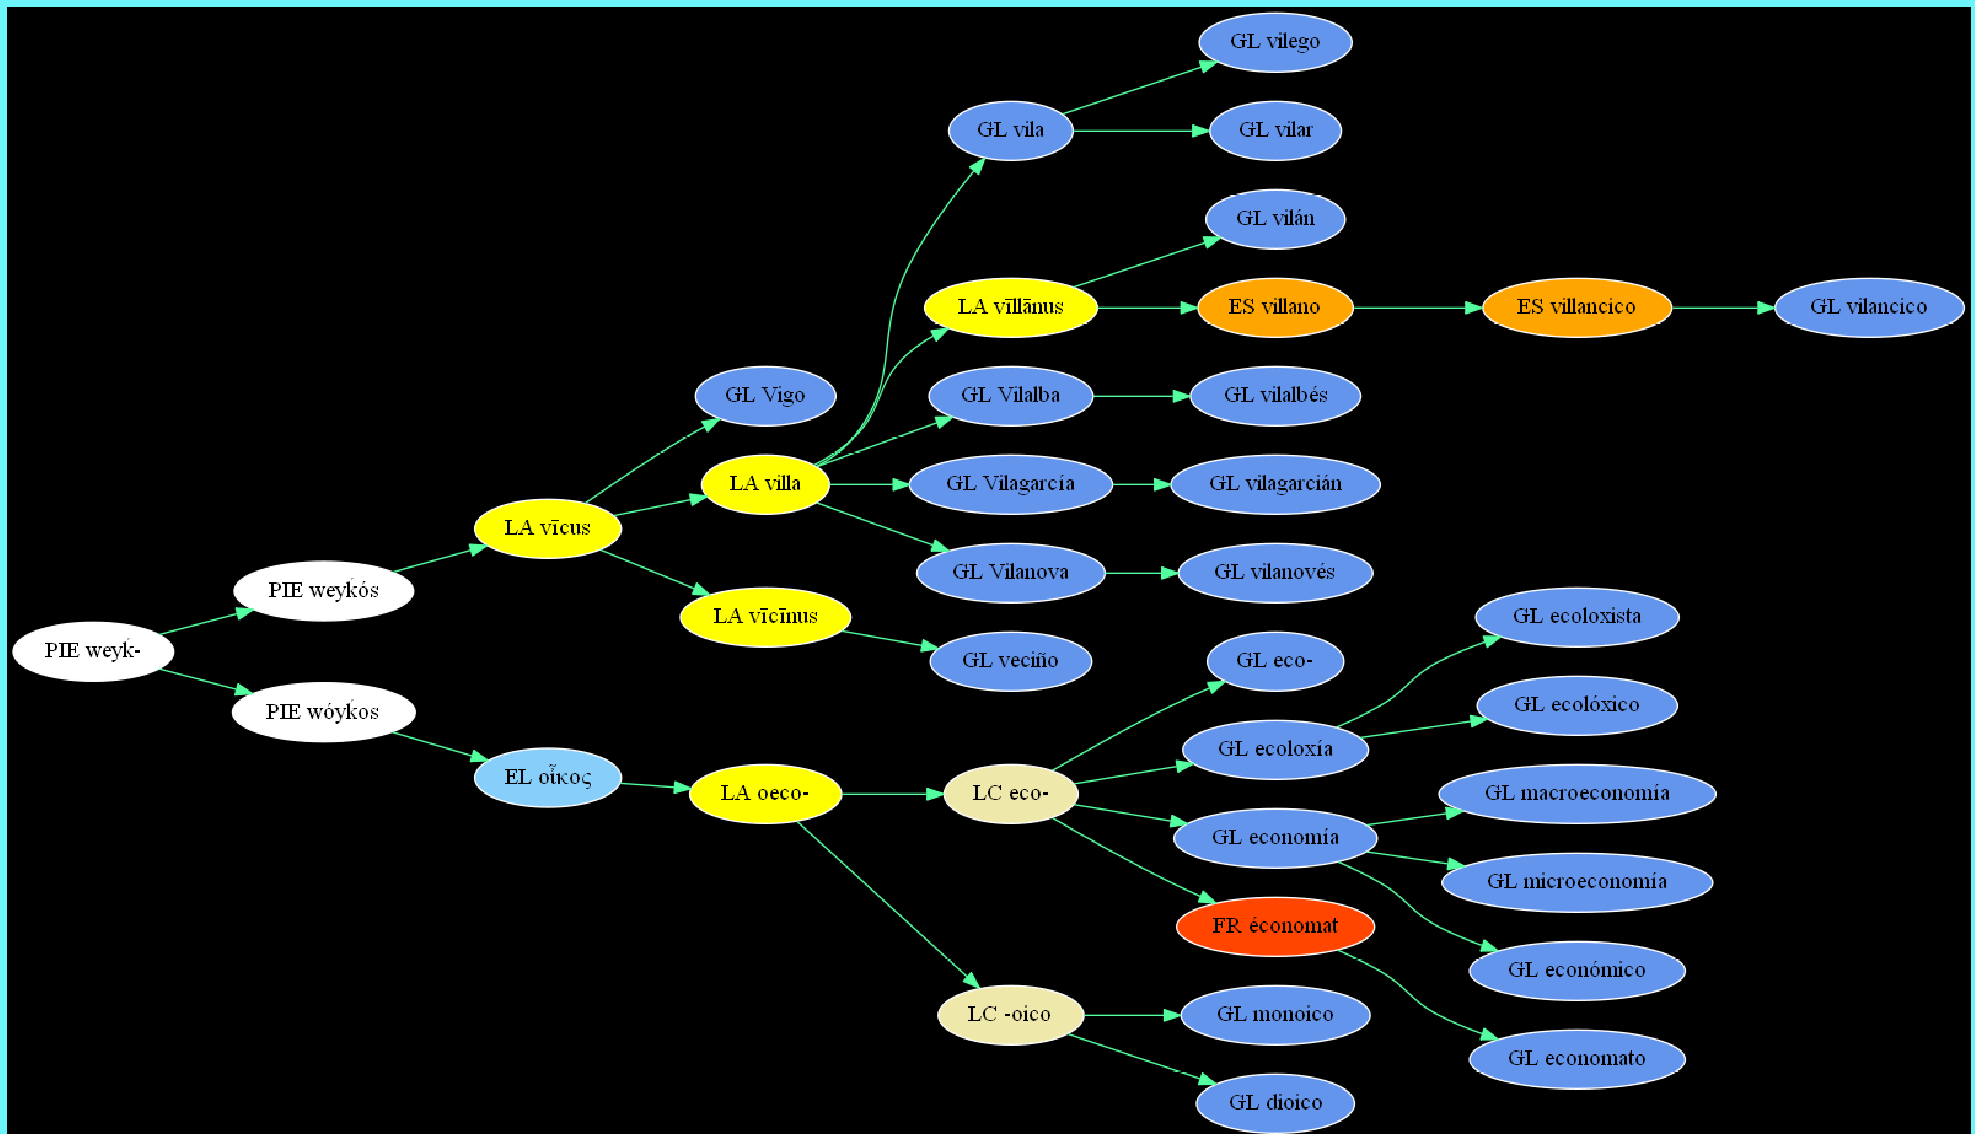 GL vilego
GL vila
GL vilar
GL vilán
LA vīllānus
ES villano
ES villancico
GL vilancico
GL Vigo
GL Vilalba
GL vilalbés
LA villa
GL Vilagarcía
GL vilagarcián
LA vīcus
GL Vilanova
GL vilanovés
PIE weyḱós
LA vīcīnus
GL ecoloxista
PIE weyḱ-
GL veciño
GL eco-
PIE wóyḱos
GL ecolóxico
EL οἶκος
GL ecoloxía
LA oeco-
LC eco-
GL macroeconomía
GL economía
GL microeconomía
FR économat
GL económico
LC -oico
GL monoico
GL economato
GL dioico